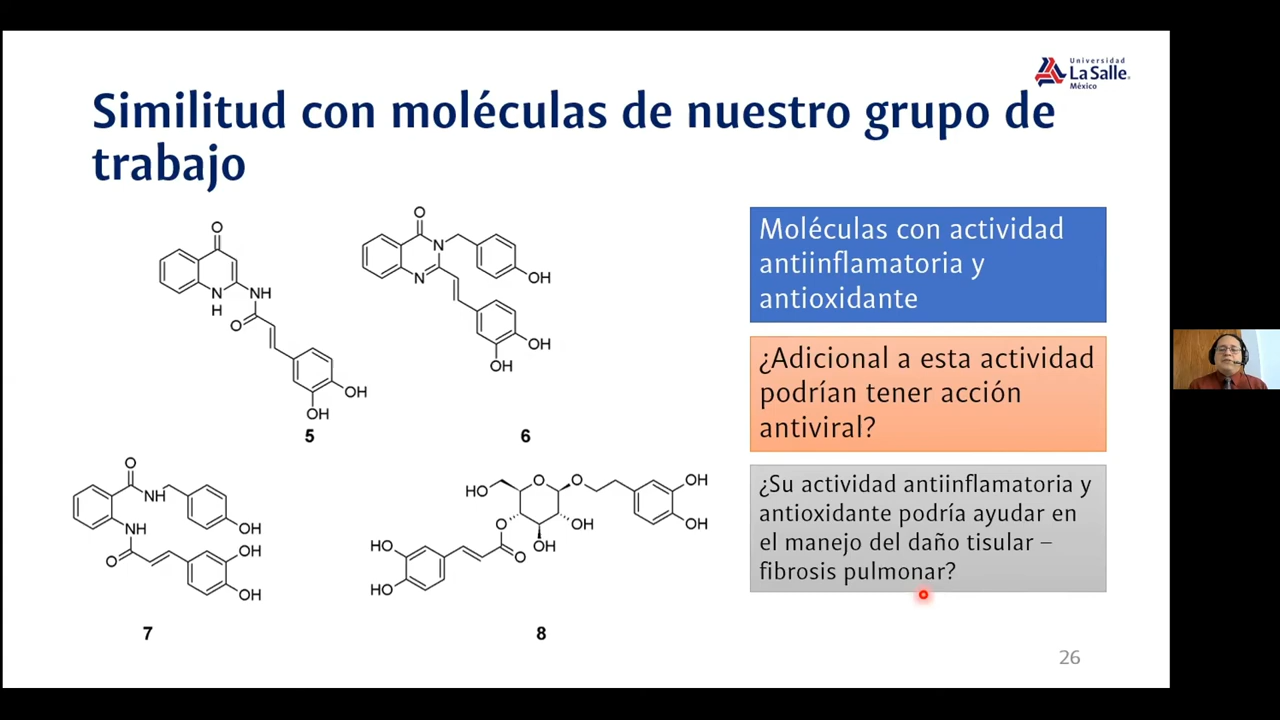 Universidad
La Salle
México
Similitud con moléculas de nuestro grupo de
trabajo
O
N
H
NH
O
OH
OH
5
O
N
N
OH
OH
OH
6
Moléculas con actividad
antiinflamatoria y
antioxidante
¿Adicional a esta actividad
podrían tener acción
antiviral?
O
NH
OH
NH
O
OH
OH
7
HO
O
O
OH
OH
O
OH
OH
O
HO
HO
8
¿Su actividad antiinflamatoria y
antioxidante podría ayudar en
el manejo del daño tisular –
fibrosis pulmonar?
26